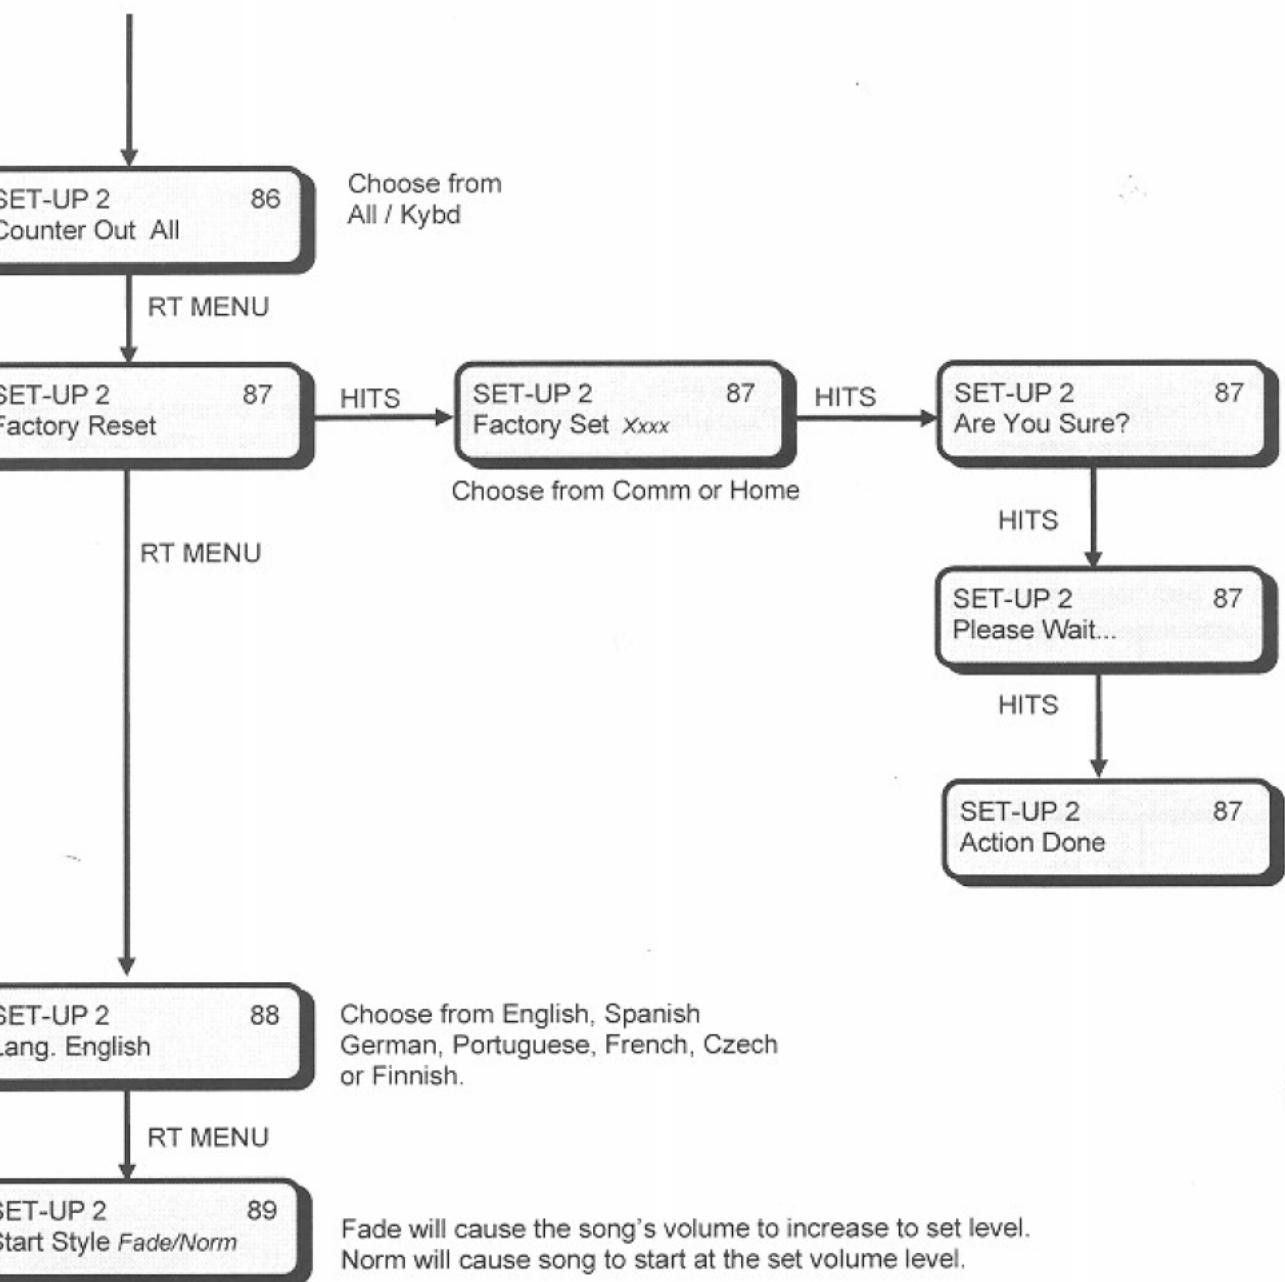 SET-UP 2 86
Counter Out All
Choose from
All / Kybd
RT MENU
SET-UP 2 87
Factory Reset
HITS
SET-UP 2 87
Factory Set Xxxx
Choose from Comm or Home
HITS
SET-UP 2 87
Are You Sure?
HITS
SET-UP 2 87
Please Wait...
HITS
SET-UP 2 87
Action Done
RT MENU
SET-UP 2 88
Lang. English
Choose from English, Spanish
German, Portuguese, French, Czech
or Finnish.
RT MENU
SET-UP 2 89
Start Style Fade/Norm
Fade will cause the song's volume to increase to set level.
Norm will cause song to start at the set volume level.